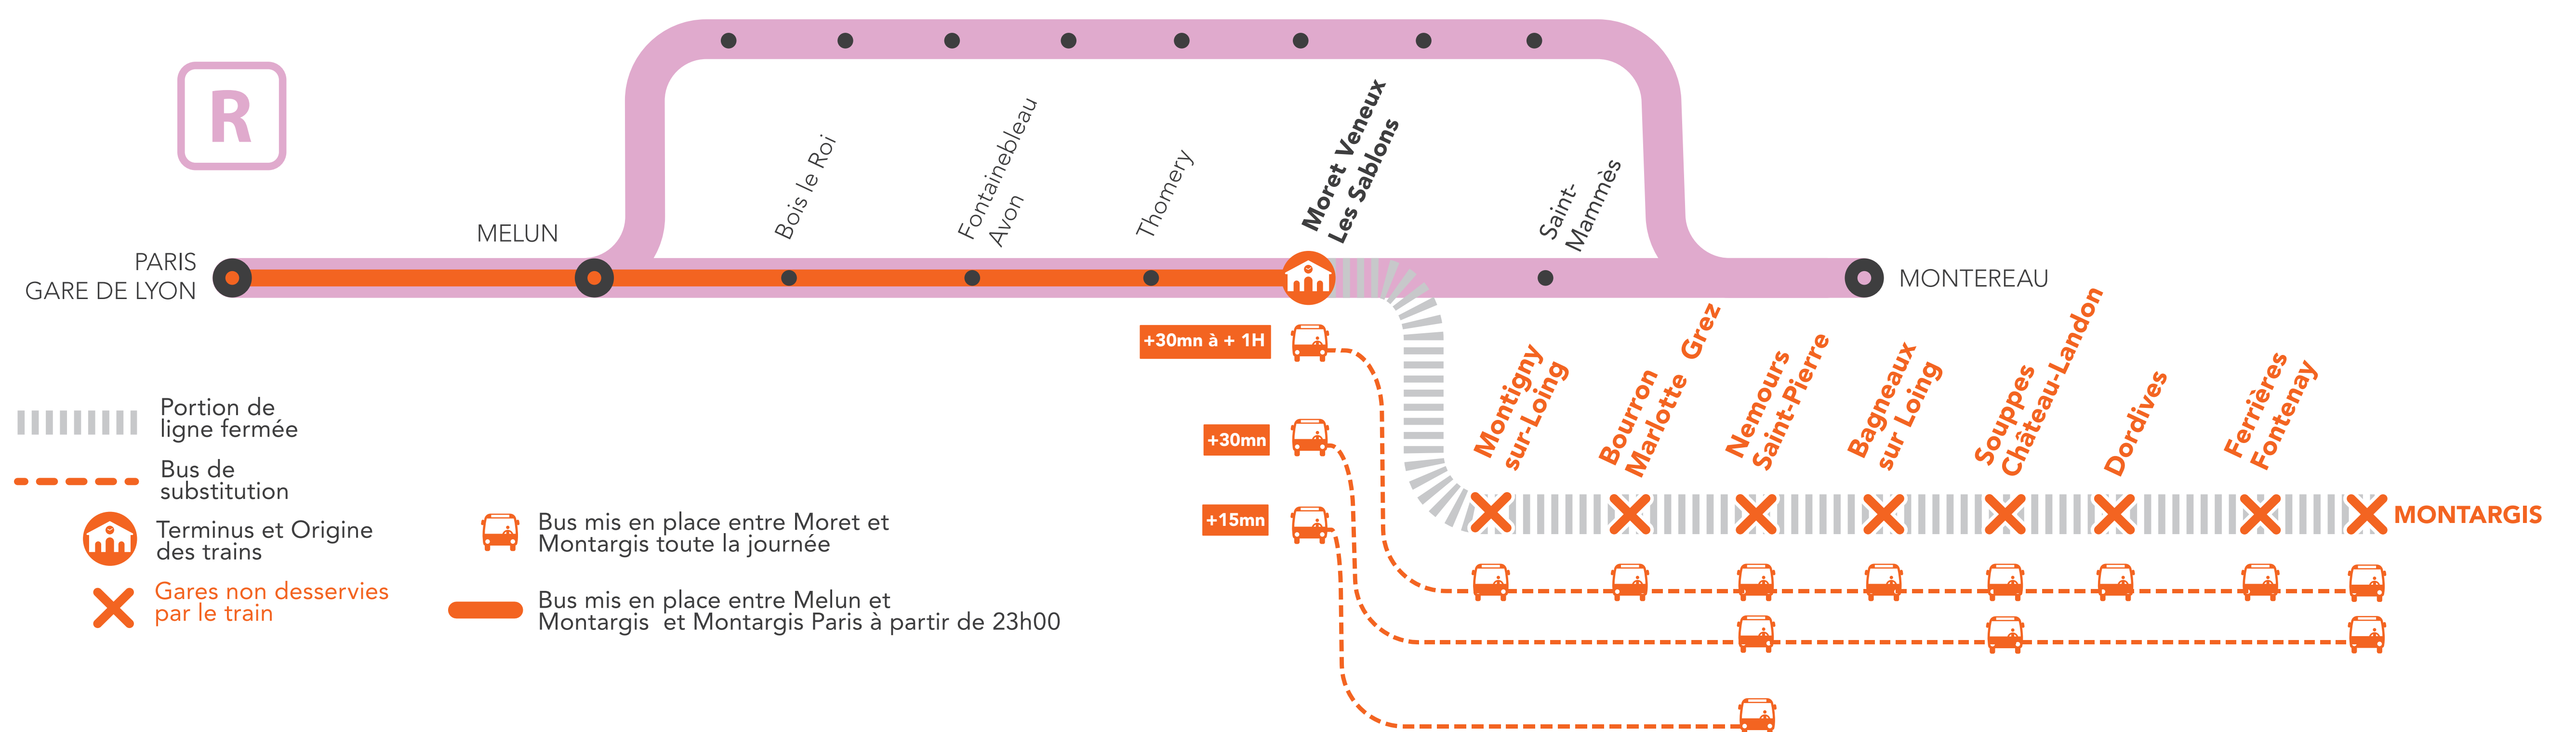 R
PARIS
GARE DE LYON
MELUN
Bois le Roi
Fontainebleau
Avon
Thomery
Moret Veneux
Les Sablons
Saint-
Mammès
MONTEREAU
+30mn à + 1H
+30mn
+15mn
Montigny
sur-Loing
Bourron
Marlotte Grez
Nemours
Saint-Pierre
Bagneaux
sur Loing
Souppes
Château-Landon
Dordives
Ferrières
Fontenay
MONTARGIS
Portion de
ligne fermée
Bus de
substitution
Terminus et Origine
des trains
Gares non desservies
par le train
Bus mis en place entre Moret et
Montargis toute la journée
Bus mis en place entre Melun et
Montargis et Montargis Paris à partir de 23h00